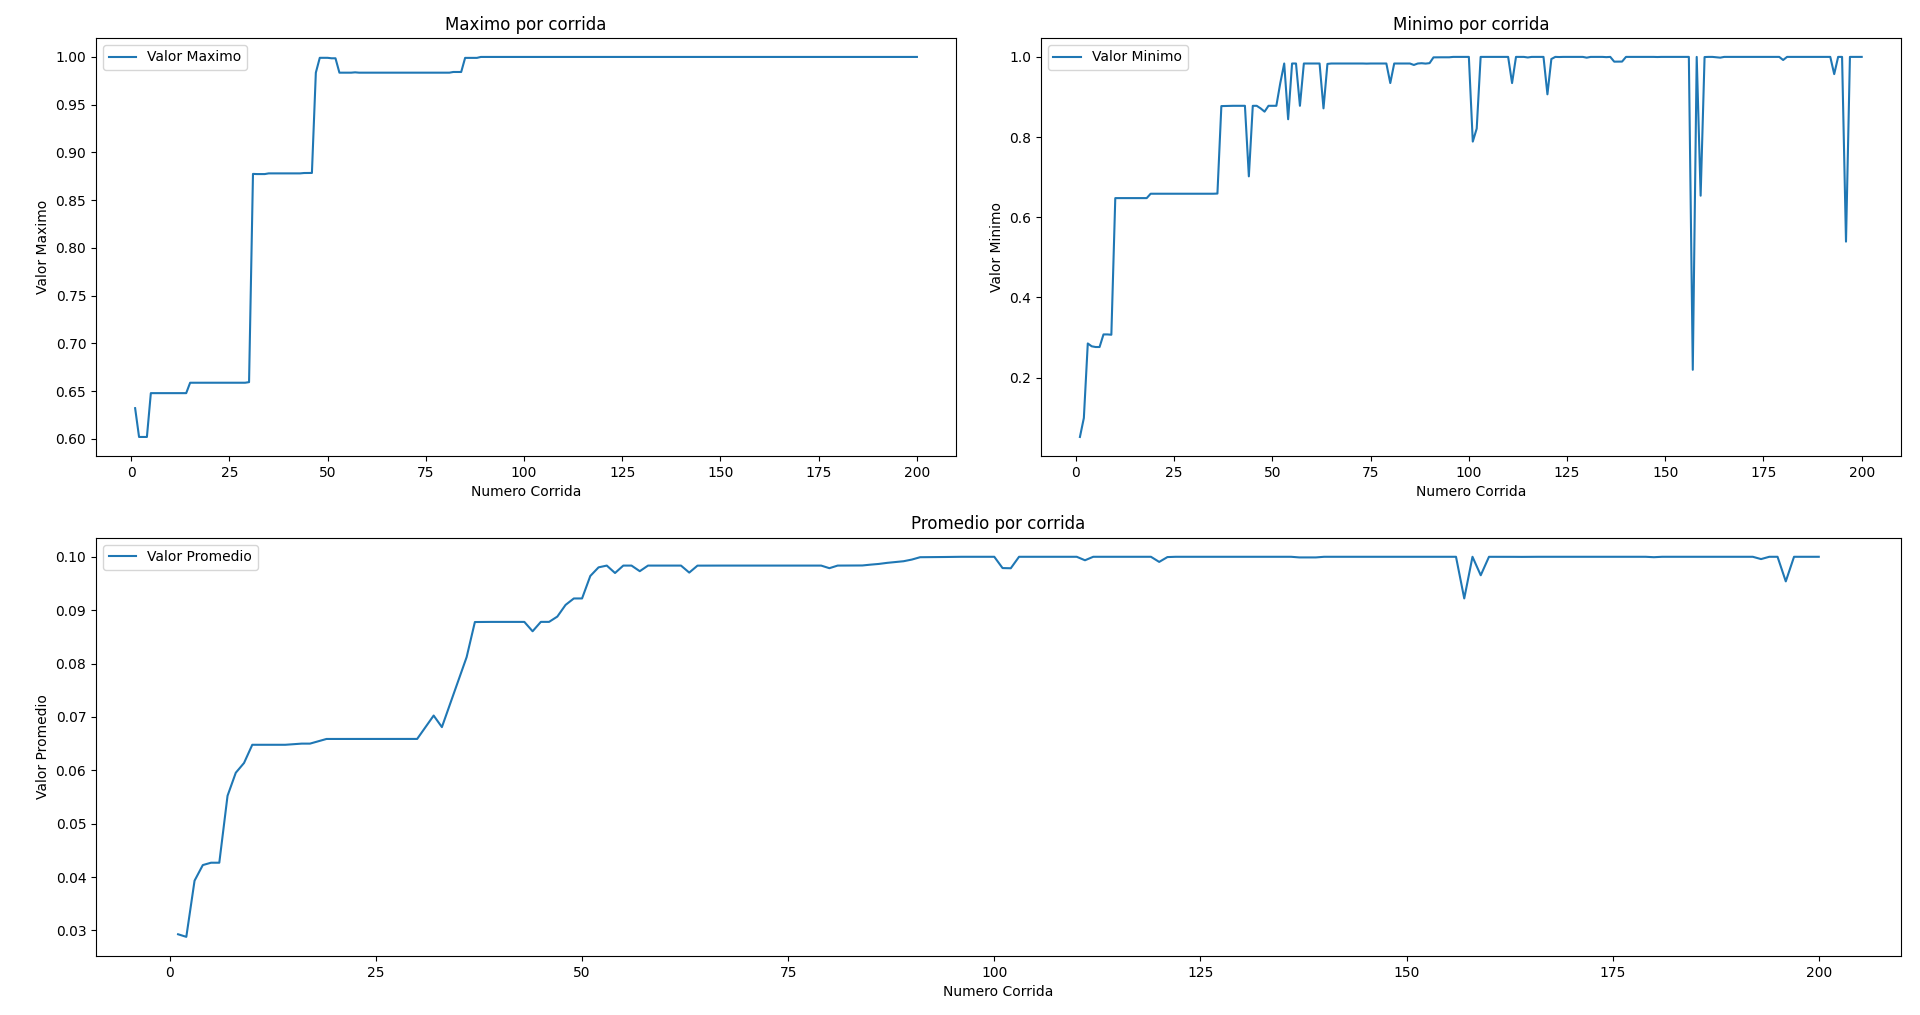 Maximo por corrida
Valor Maximo
1.00
0.95
0.90
0.85
0.80
0.75
0.70
0.65
0.60
Valor Maximo
0 25 50 75 100 125 150 175 200
Numero Corrida
Minimo por corrida
Valor Minimo
1.0
0.8
0.6
0.4
0.2
Valor Minimo
0 25 50 75 100 125 150 175 200
Numero Corrida
Promedio por corrida
Valor Promedio
0.10
0.09
0.08
0.07
0.06
0.05
0.04
0.03
Valor Promedio
0 25 50 75 100 125 150 175 200
Numero Corrida